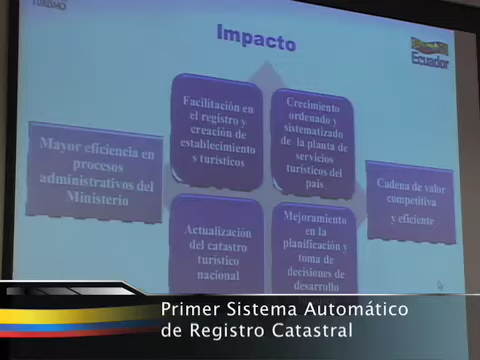 TURISMO
Impacto
Ecuador
Mayor eficiencia en
procesos
administrativos del
Ministerio
Facilitación en
el registro y
creación de
establecimiento
s turísticos
Crecimiento
ordenado y
sistematizado
de la planta de
servicios
turísticos del
país
Cadena de valor
competitiva
y eficiente
Actualización
del catastro
turístico
nacional
Mejoramiento
en la
planificación y
toma de
decisiones de
desarrollo
Primer Sistema Automático
de Registro Catastral